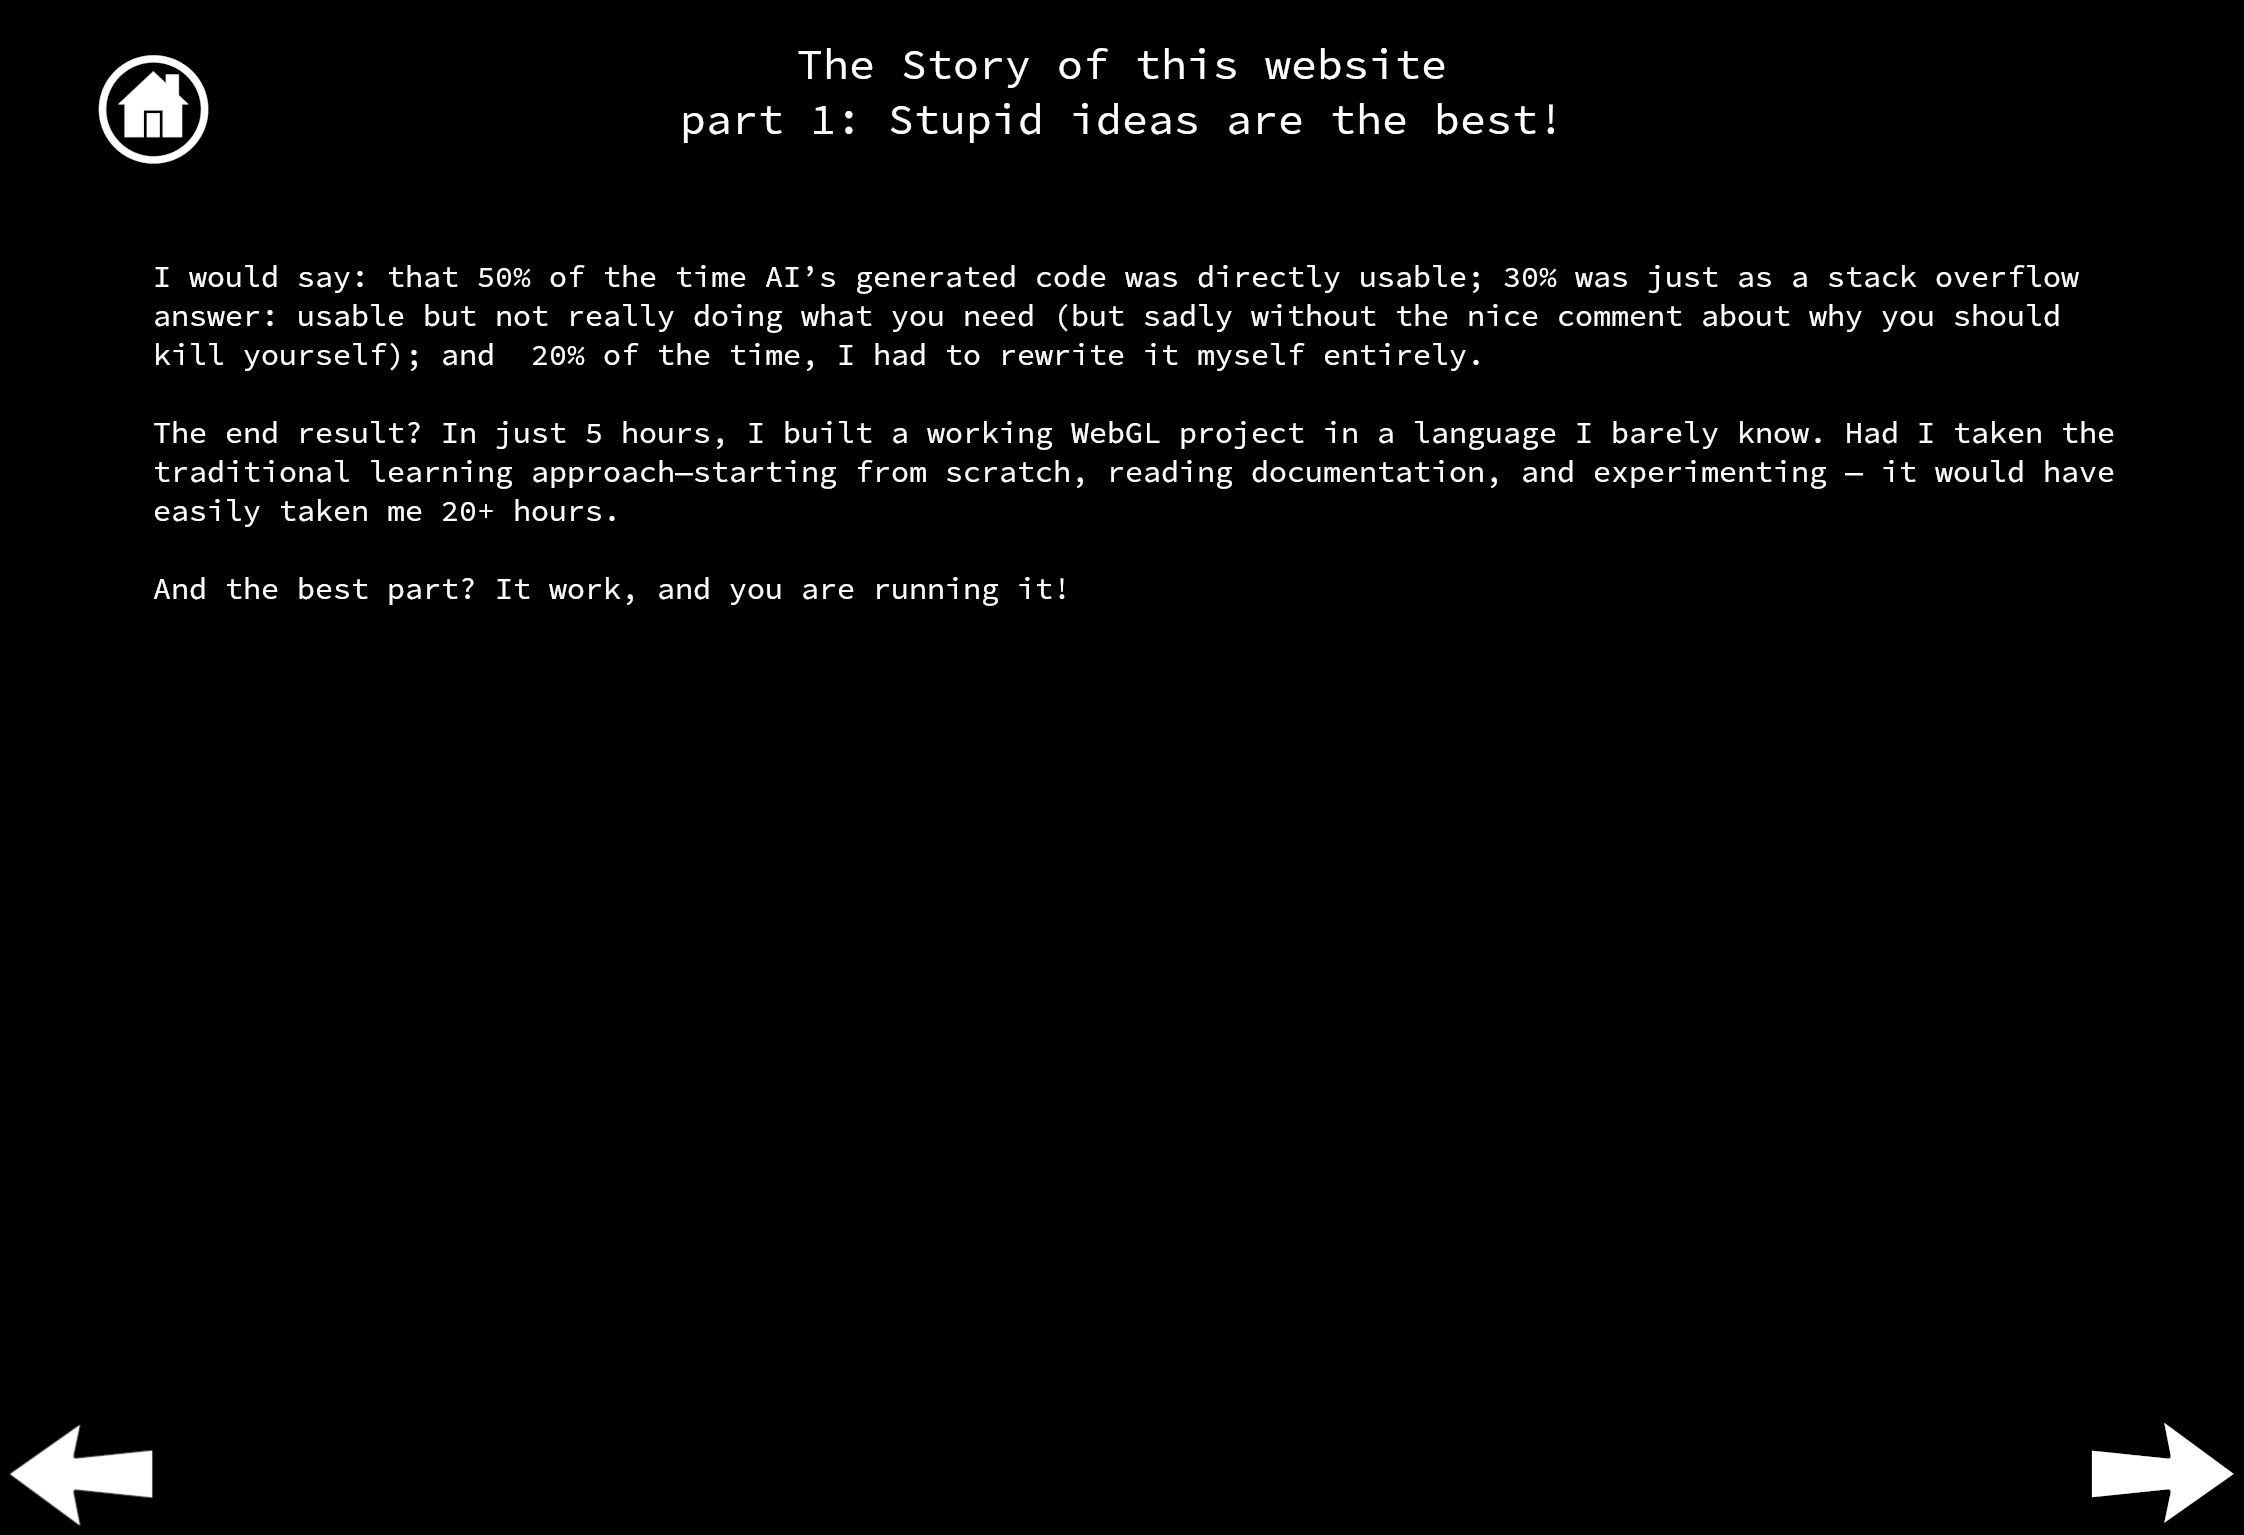 The Story of this website
part 1: Stupid ideas are the best!
I would say: that 50% of the time AI’s generated code was directly usable; 30% was just as a stack overflow
answer: usable but not really doing what you need (but sadly without the nice comment about why you should
kill yourself); and  20% of the time, I had to rewrite it myself entirely.
The end result? In just 5 hours, I built a working WebGL project in a language I barely know. Had I taken the
traditional learning approach—starting from scratch, reading documentation, and experimenting — it would have
easily taken me 20+ hours.
And the best part? It work, and you are running it!